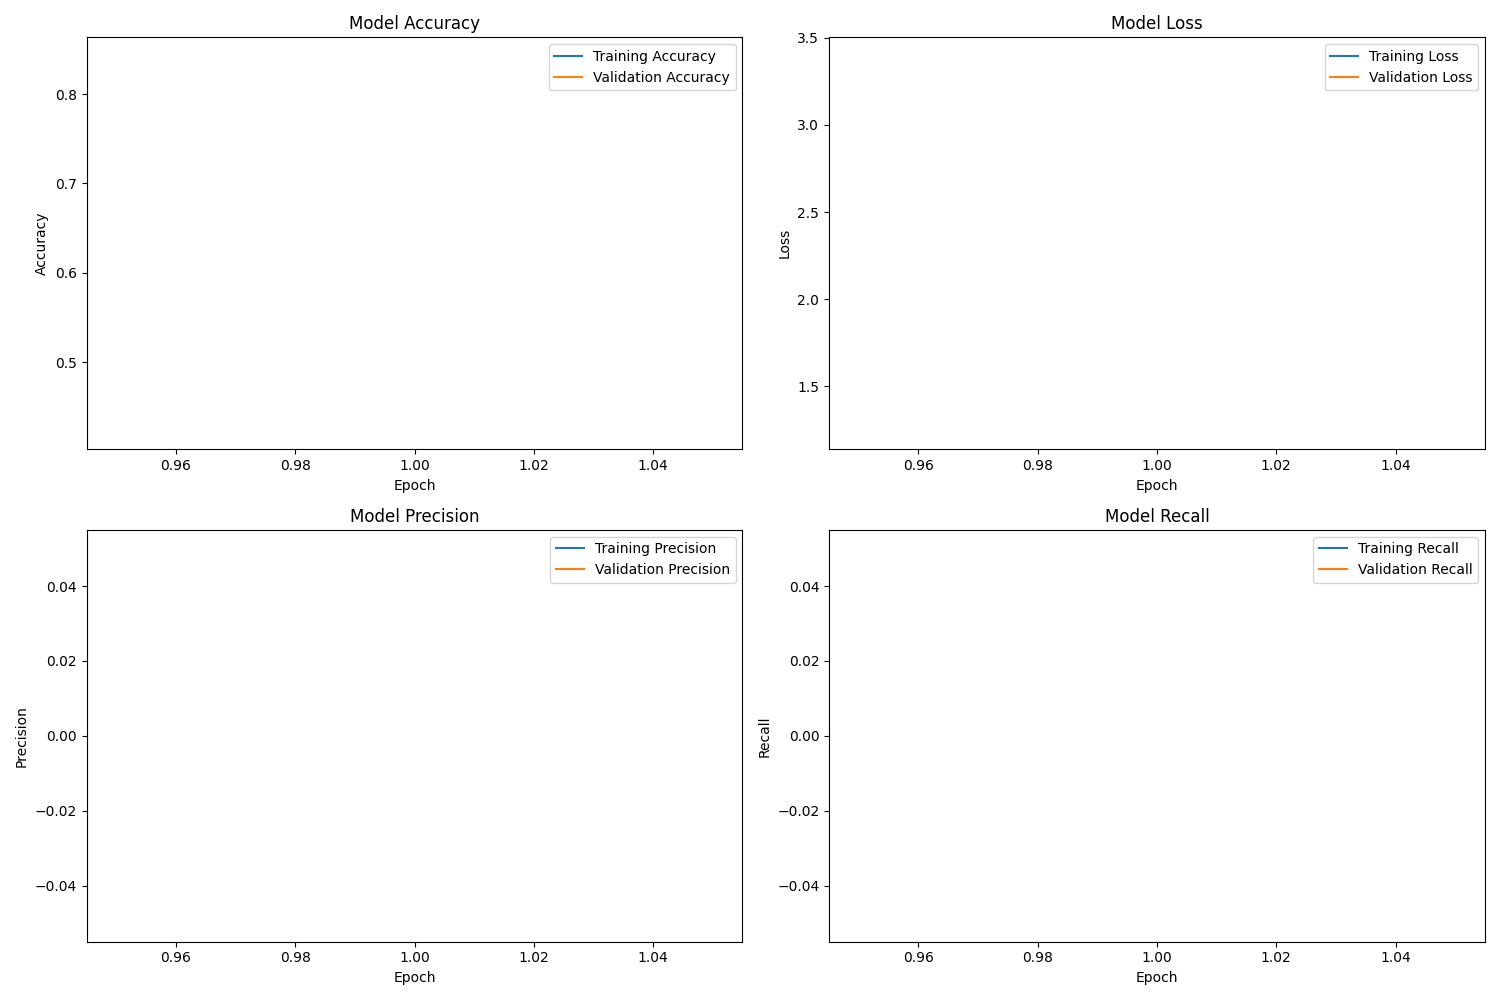 Model Accuracy
Training Accuracy
Validation Accuracy
Accuracy
0.8
0.7
0.6
0.5
0.96 0.98 1.00 1.02 1.04
Epoch
Model Loss
Training Loss
Validation Loss
Loss
3.5
3.0
2.5
2.0
1.5
0.96 0.98 1.00 1.02 1.04
Epoch
Model Precision
Training Precision
Validation Precision
Precision
0.04
0.02
0.00
−0.02
−0.04
0.96 0.98 1.00 1.02 1.04
Epoch
Model Recall
Training Recall
Validation Recall
Recall
0.04
0.02
0.00
−0.02
−0.04
0.96 0.98 1.00 1.02 1.04
Epoch